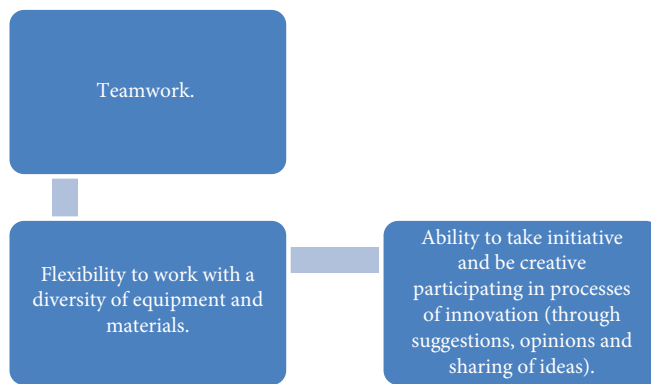 Teamwork.
Flexibility to work with a
diversity of equipment and
materials.
Ability to take initiative
and be creative
participating in processes
of innovation (through
suggestions, opinions and
sharing of ideas).